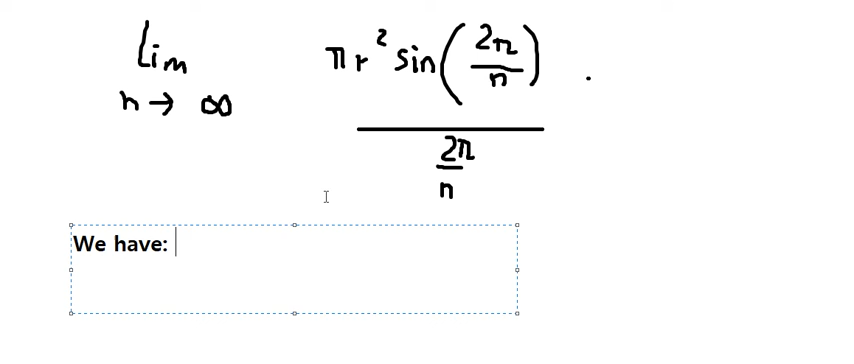 lim n → ∞ πr² sin(2π/n) / (2π/n) .
We have: